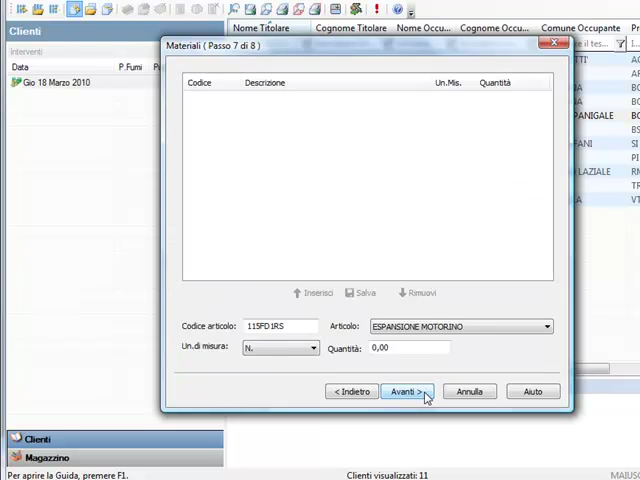 Clienti
Interventi
Data P.Fumi
Gio 18 Marzo 2010
Nome Titolare Cognome Titolare Nome Occu... Cognome Occu... Comune Occupante
Materiali ( Passo 7 di 8 )
Codice Descrizione Un.Mis. Quantità
PANIGALE
FANI
LAZIALE
Inserisci Salva Rimuovi
Codice articolo: 115FD1RS Articolo: ESPANSIONE MOTORINO
Un.di misura: N. Quantità: 0,00
< Indietro Avanti > Annulla Aiuto
Clienti
Magazzino
Per aprire la Guida, premere F1. Clienti visualizzati: 11 MAIUSC